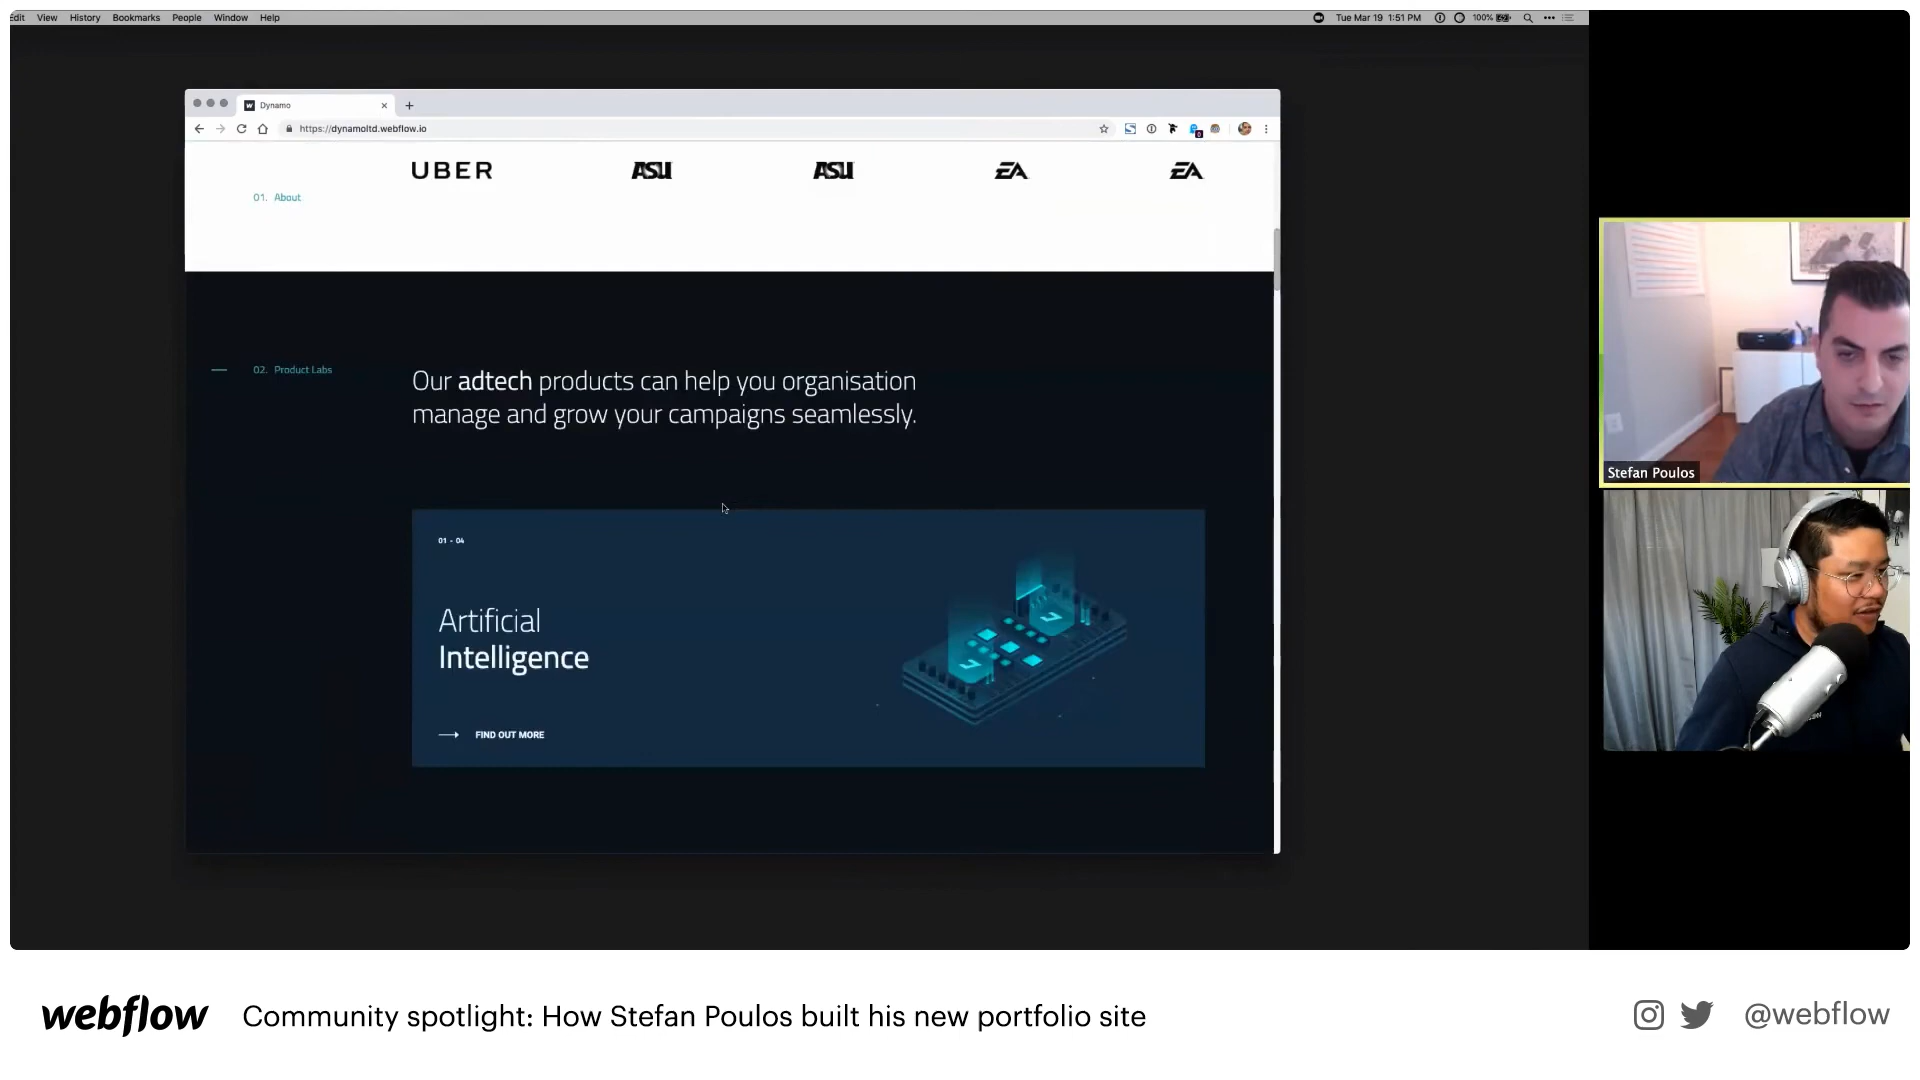 Edit View History Bookmarks People Window Help
Tue Mar 19 1:51 PM 100%
Dynamo
https://dynamoltd.webflow.io
UBER ASU ASU EA EA
01. About
02. Product Labs
Our adtech products can help you organisation
manage and grow your campaigns seamlessly.
01 - 04
Artificial
Intelligence
FIND OUT MORE
Stefan Poulos
webflow
Community spotlight: How Stefan Poulos built his new portfolio site
@webflow